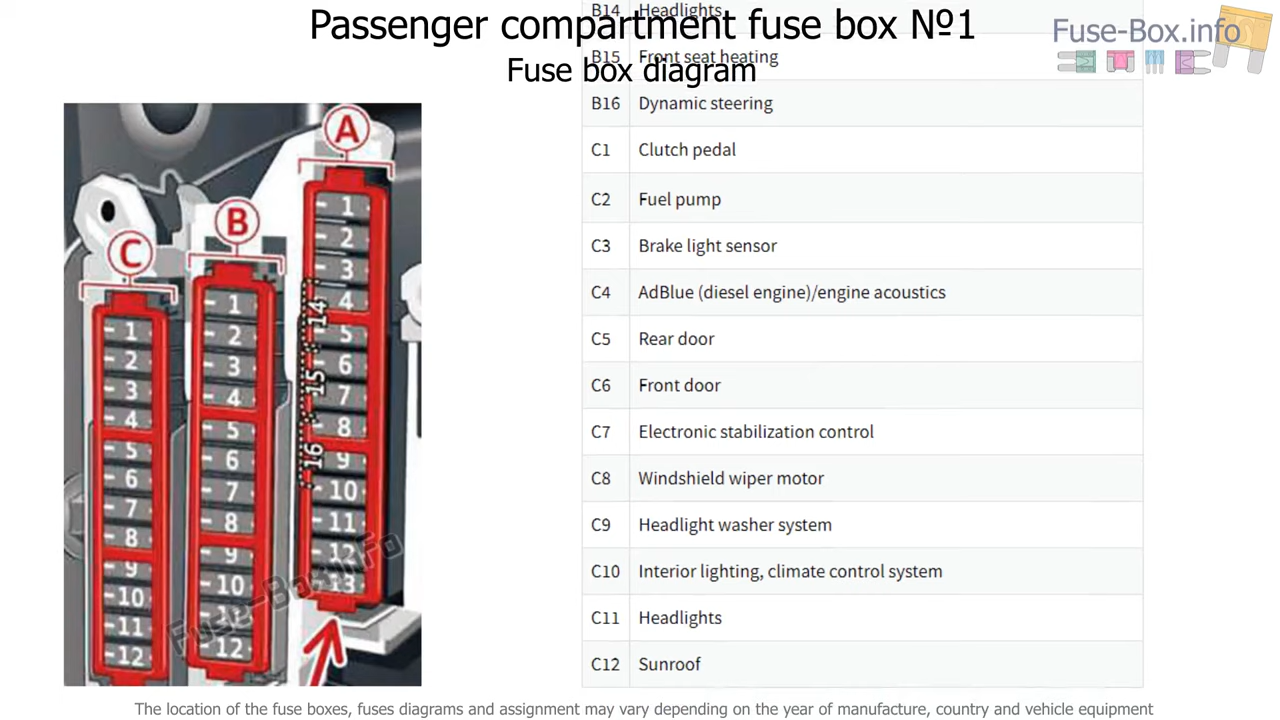 Passenger compartment fuse box №1
Fuse box diagram
Fuse-Box.info
B14 Headlights
B15 Front seat heating
B16 Dynamic steering
C1 Clutch pedal
C2 Fuel pump
C3 Brake light sensor
C4 AdBlue (diesel engine)/engine acoustics
C5 Rear door
C6 Front door
C7 Electronic stabilization control
C8 Windshield wiper motor
C9 Headlight washer system
C10 Interior lighting, climate control system
C11 Headlights
C12 Sunroof
A
1
2
3
4
5
6
7
8
9
10
11
12
13
14
15
16
B
1
2
3
4
5
6
7
8
9
10
11
12
C
1
2
3
4
5
6
7
8
9
10
11
12
Fuse-Box.info
The location of the fuse boxes, fuses diagrams and assignment may vary depending on the year of manufacture, country and vehicle equipment